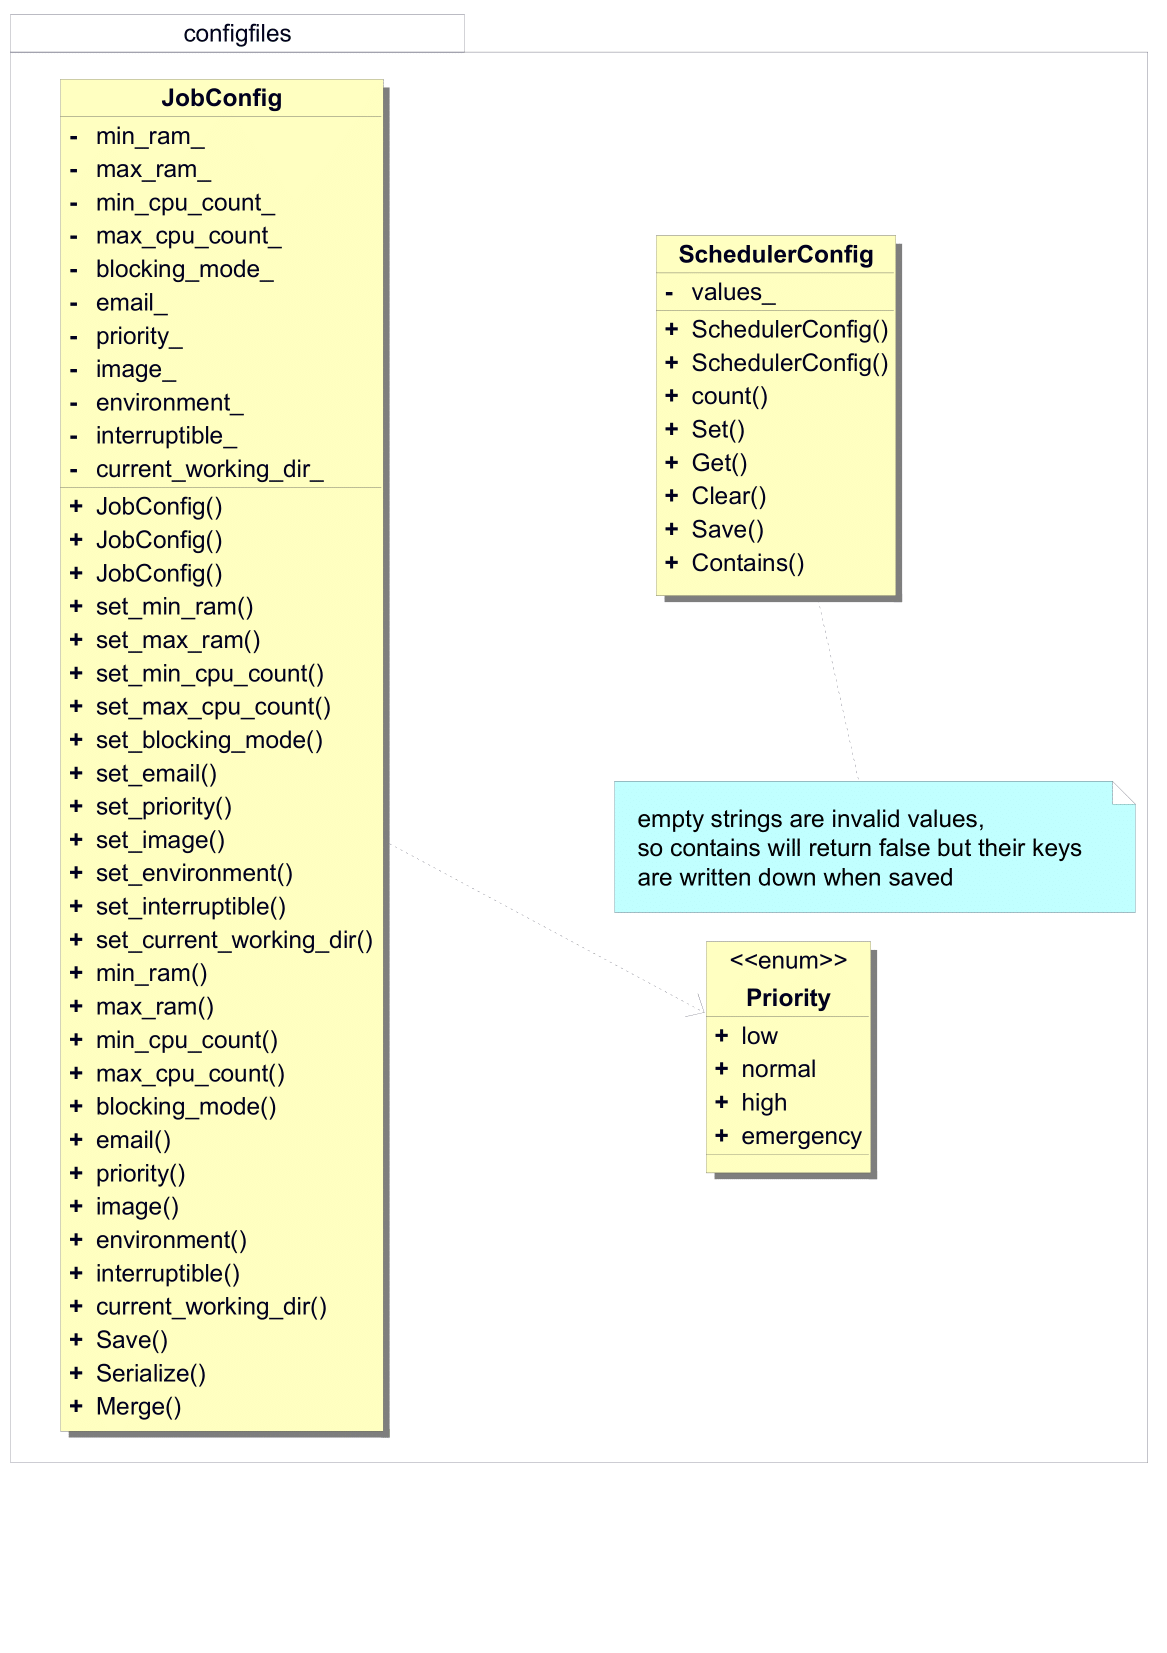 configfiles
JobConfig
- min_ram_
- max_ram_
- min_cpu_count_
- max_cpu_count_
- blocking_mode_
- email_
- priority_
- image_
- environment_
- interruptible_
- current_working_dir_
+ JobConfig()
+ JobConfig()
+ JobConfig()
+ set_min_ram()
+ set_max_ram()
+ set_min_cpu_count()
+ set_max_cpu_count()
+ set_blocking_mode()
+ set_email()
+ set_priority()
+ set_image()
+ set_environment()
+ set_interruptible()
+ set_current_working_dir()
+ min_ram()
+ max_ram()
+ min_cpu_count()
+ max_cpu_count()
+ blocking_mode()
+ email()
+ priority()
+ image()
+ environment()
+ interruptible()
+ current_working_dir()
+ Save()
+ Serialize()
+ Merge()
SchedulerConfig
- values_
+ SchedulerConfig()
+ SchedulerConfig()
+ count()
+ Set()
+ Get()
+ Clear()
+ Save()
+ Contains()
empty strings are invalid values,
so contains will return false but their keys
are written down when saved
<<enum>>
Priority
+ low
+ normal
+ high
+ emergency